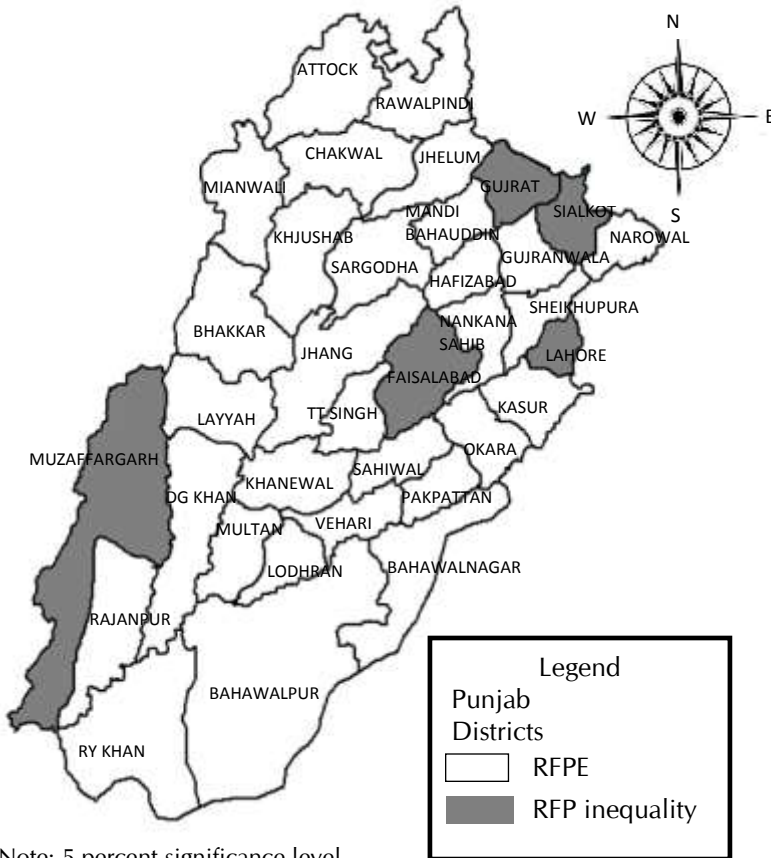 N
ATTOCK
RAWALPINDI
W
E
CHAKWAL
JHELUM
MIANWALI
GUJRAT
S
MANDI
BAHAUDDIN
SIALKOT
KHJUSHAB
NAROWAL
GUJRANWALA
SARGODHA
HAFIZABAD
SHEIKHUPURA
NANKANA
SAHIB
BHAKKAR
JHANG
LAHORE
FAISALABAD
KASUR
LAYYAH
TT SINGH
OKARA
MUZAFFARGARH
SAHIWAL
KHANEWAL
DG KHAN
PAKPATTAN
VEHARI
MULTAN
LODHRAN
BAHAWALNAGAR
RAJANPUR
BAHAWALPUR
RY KHAN
Legend
Punjab
Districts
RFPE
RFP inequality
Note: 5 percent significance level